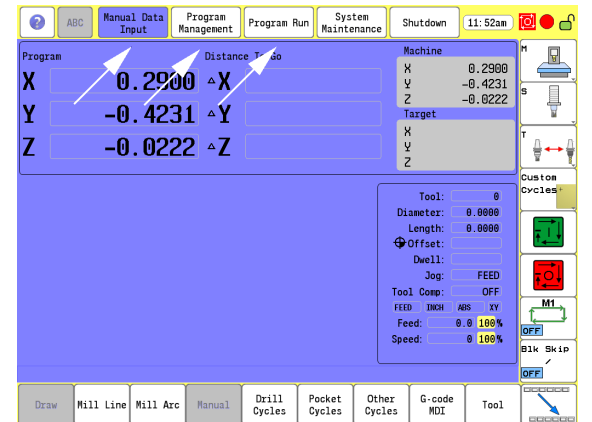 ?
ABC
Manual Data
Input
Program
Management
Program Run
System
Maintenance
Shutdown
11:52am
Program
Distance To Go
X 0.2900 ΔX
Y -0.4231 ΔY
Z -0.0222 ΔZ
Machine
X 0.2900
Y -0.4231
Z -0.0222
Target
X
Y
Z
Tool: 0
Diameter: 0.0000
Length: 0.0000
Offset:
Dwell:
Jog: FEED
Tool Comp: OFF
FEED INCH ABS XY
Feed: 0.0 100%
Speed: 0 100%
M
S
T
Custom
Cycles+
I
O
M1
OFF
Blk Skip
/
OFF
Draw
Mill Line
Mill Arc
Manual
Drill
Cycles
Pocket
Cycles
Other
Cycles
G-code
MDI
Tool